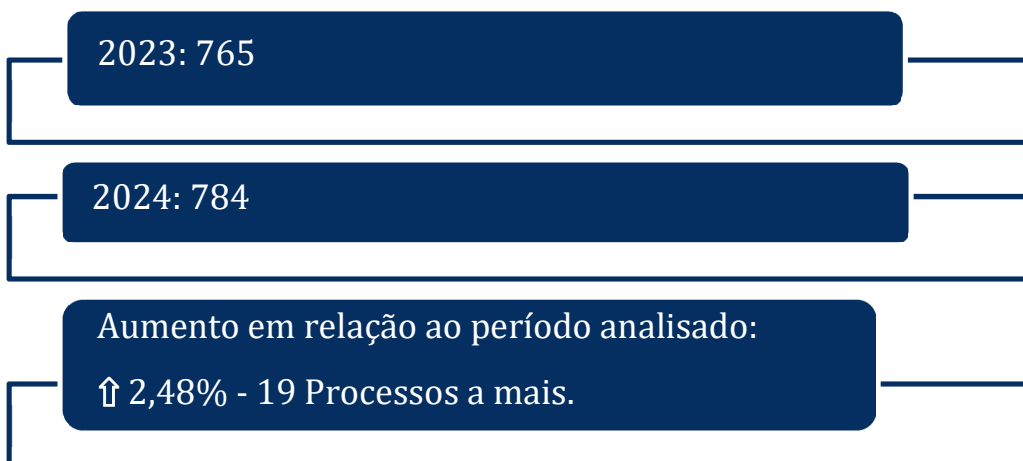 2023: 765
2024: 784
Aumento em relação ao período analisado:
⇧ 2,48% - 19 Processos a mais.